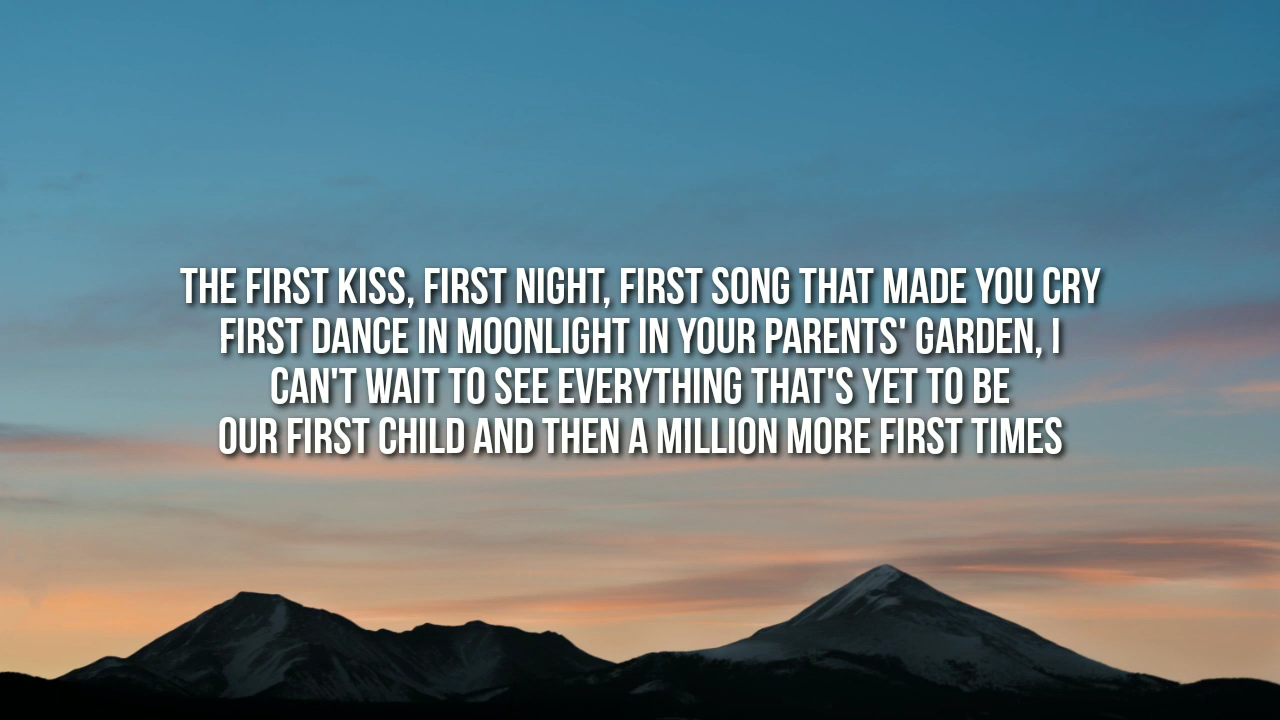 THE FIRST KISS, FIRST NIGHT, FIRST SONG THAT MADE YOU CRY
FIRST DANCE IN MOONLIGHT IN YOUR PARENTS' GARDEN, I
CAN'T WAIT TO SEE EVERYTHING THAT'S YET TO BE
OUR FIRST CHILD AND THEN A MILLION MORE FIRST TIMES